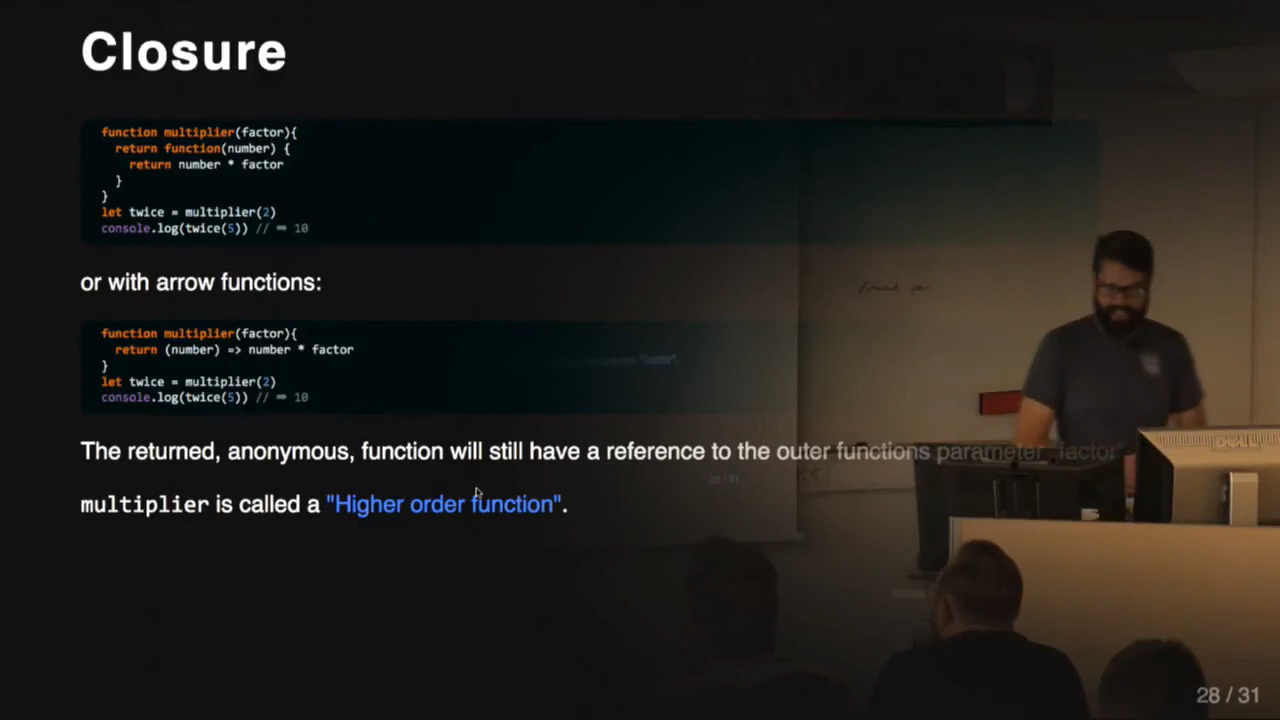 Closure
function multiplier(factor){
return function(number) {
return number * factor
}
}
let twice = multiplier(2)
console.log(twice(5)) // ➡ 10
or with arrow functions:
function multiplier(factor){
return (number) => number * factor
}
let twice = multiplier(2)
console.log(twice(5)) // ➡ 10
The returned, anonymous, function will still have a reference to the outer functions parameter "factor"
multiplier is called a "Higher order function".
DELL
28 / 31
28 / 31